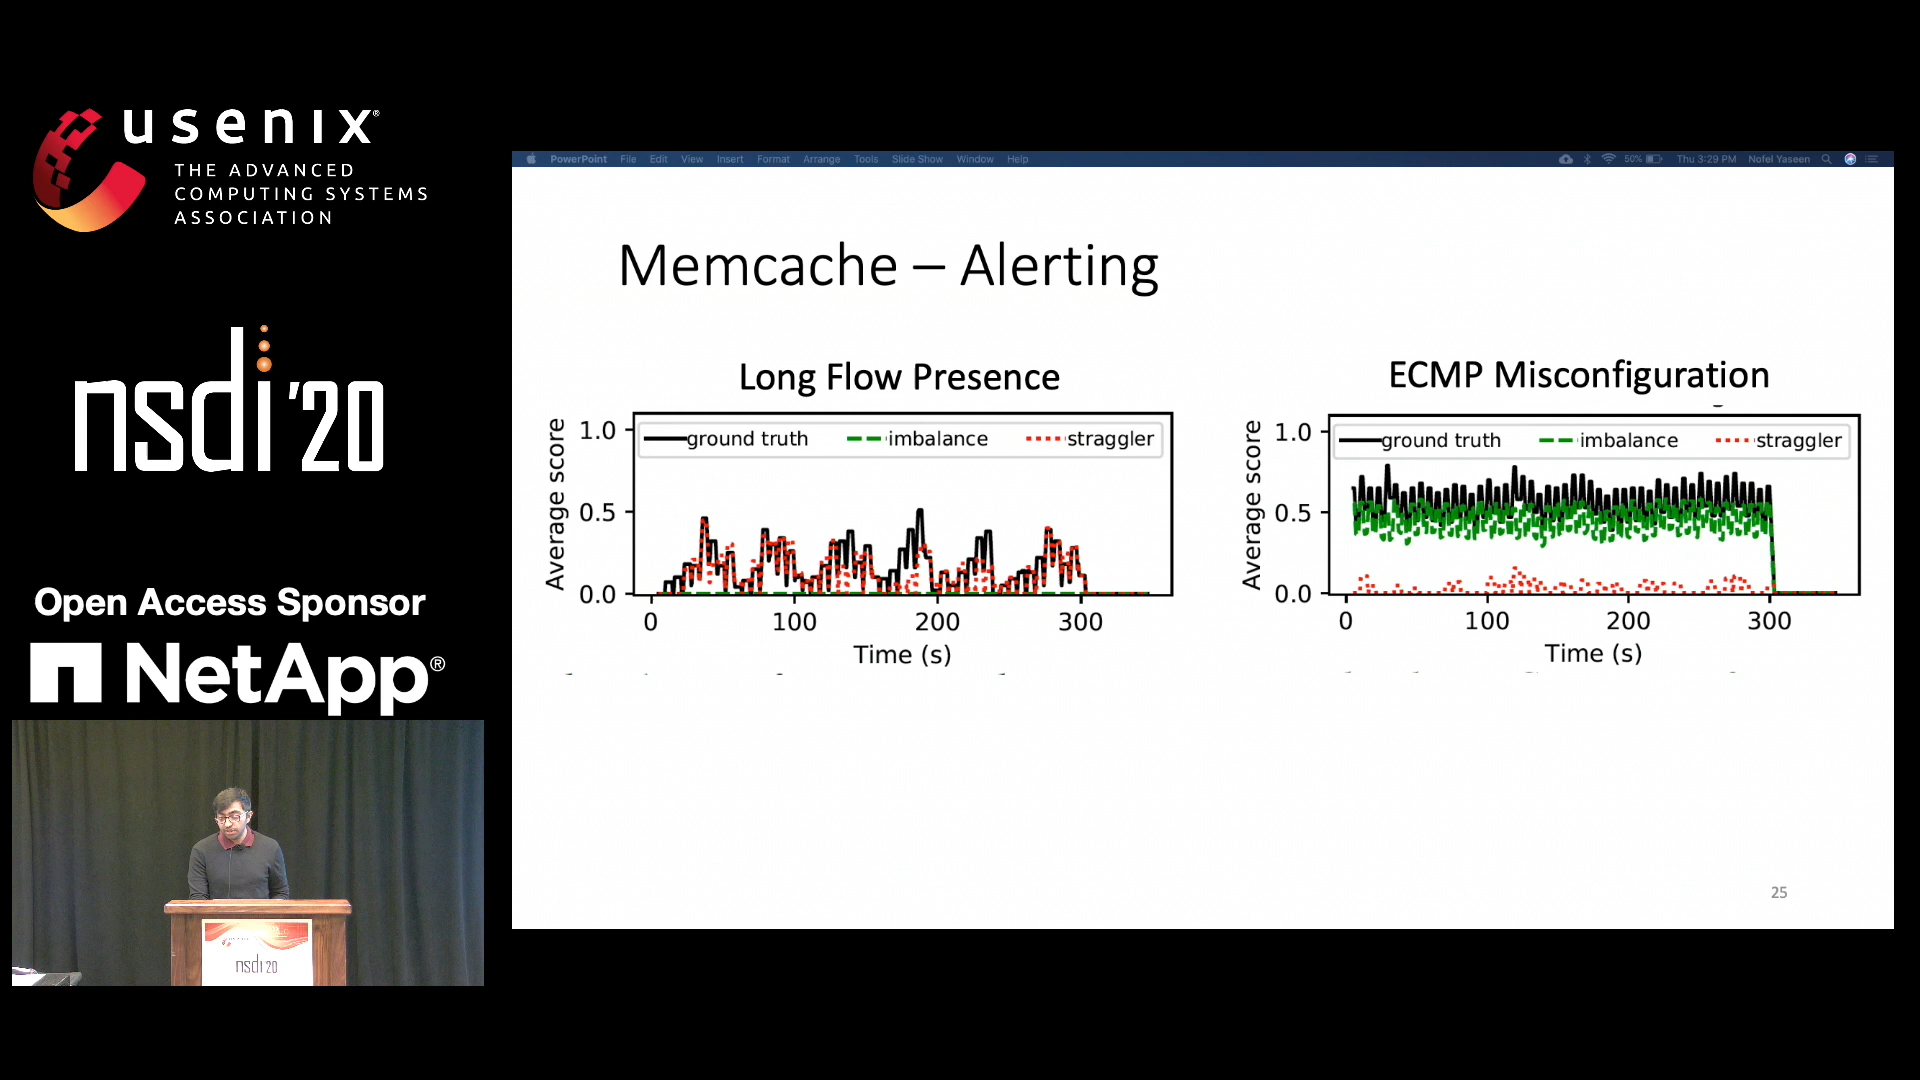 usenix®
THE ADVANCED
COMPUTING SYSTEMS
ASSOCIATION
nsdi '20
Open Access Sponsor
NetApp®
nsdi 20
PowerPoint File Edit View Insert Format Arrange Tools Slide Show Window Help 50% Thu 3:29 PM Nofel Yaseen
Memcache – Alerting
Long Flow Presence
Average score
1.0
0.5
0.0
ground truth imbalance straggler
0 100 200 300
Time (s)
ECMP Misconfiguration
Average score
1.0
0.5
0.0
ground truth imbalance straggler
0 100 200 300
Time (s)
25